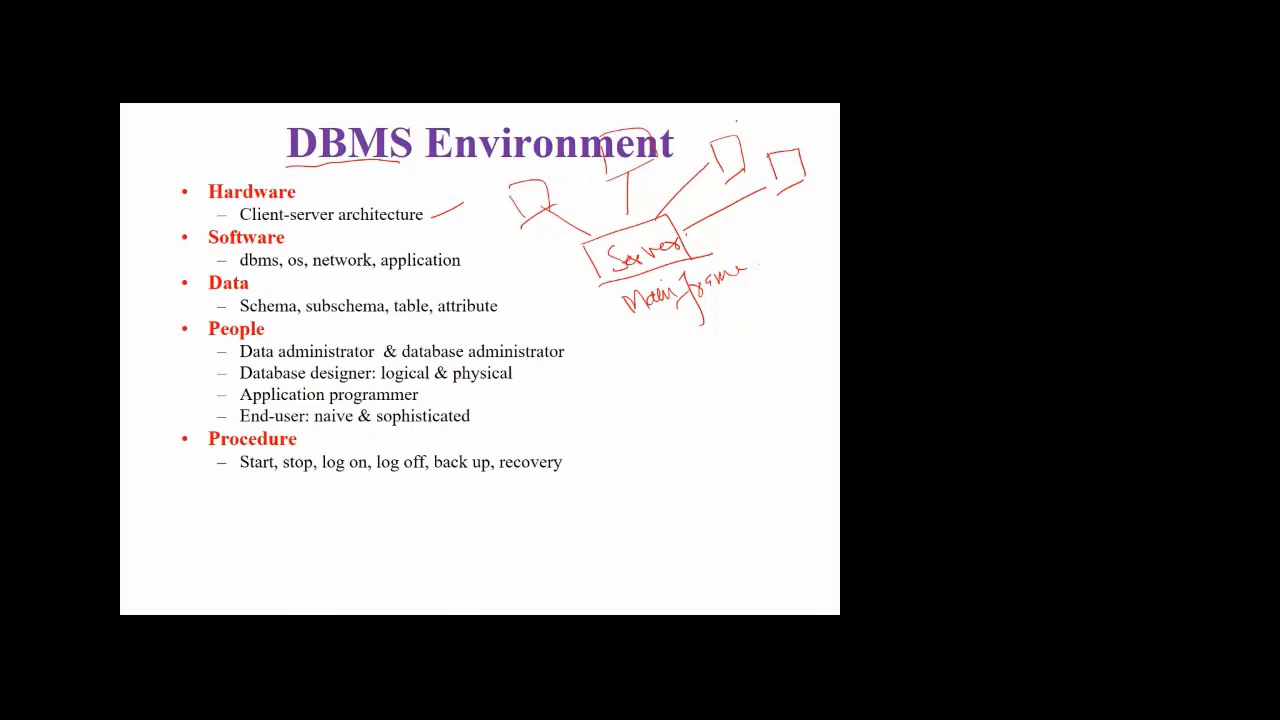 DBMS Environment
• Hardware
– Client-server architecture
• Software
– dbms, os, network, application
• Data
– Schema, subschema, table, attribute
• People
– Data administrator & database administrator
– Database designer: logical & physical
– Application programmer
– End-user: naive & sophisticated
• Procedure
– Start, stop, log on, log off, back up, recovery
Server
Mainframe